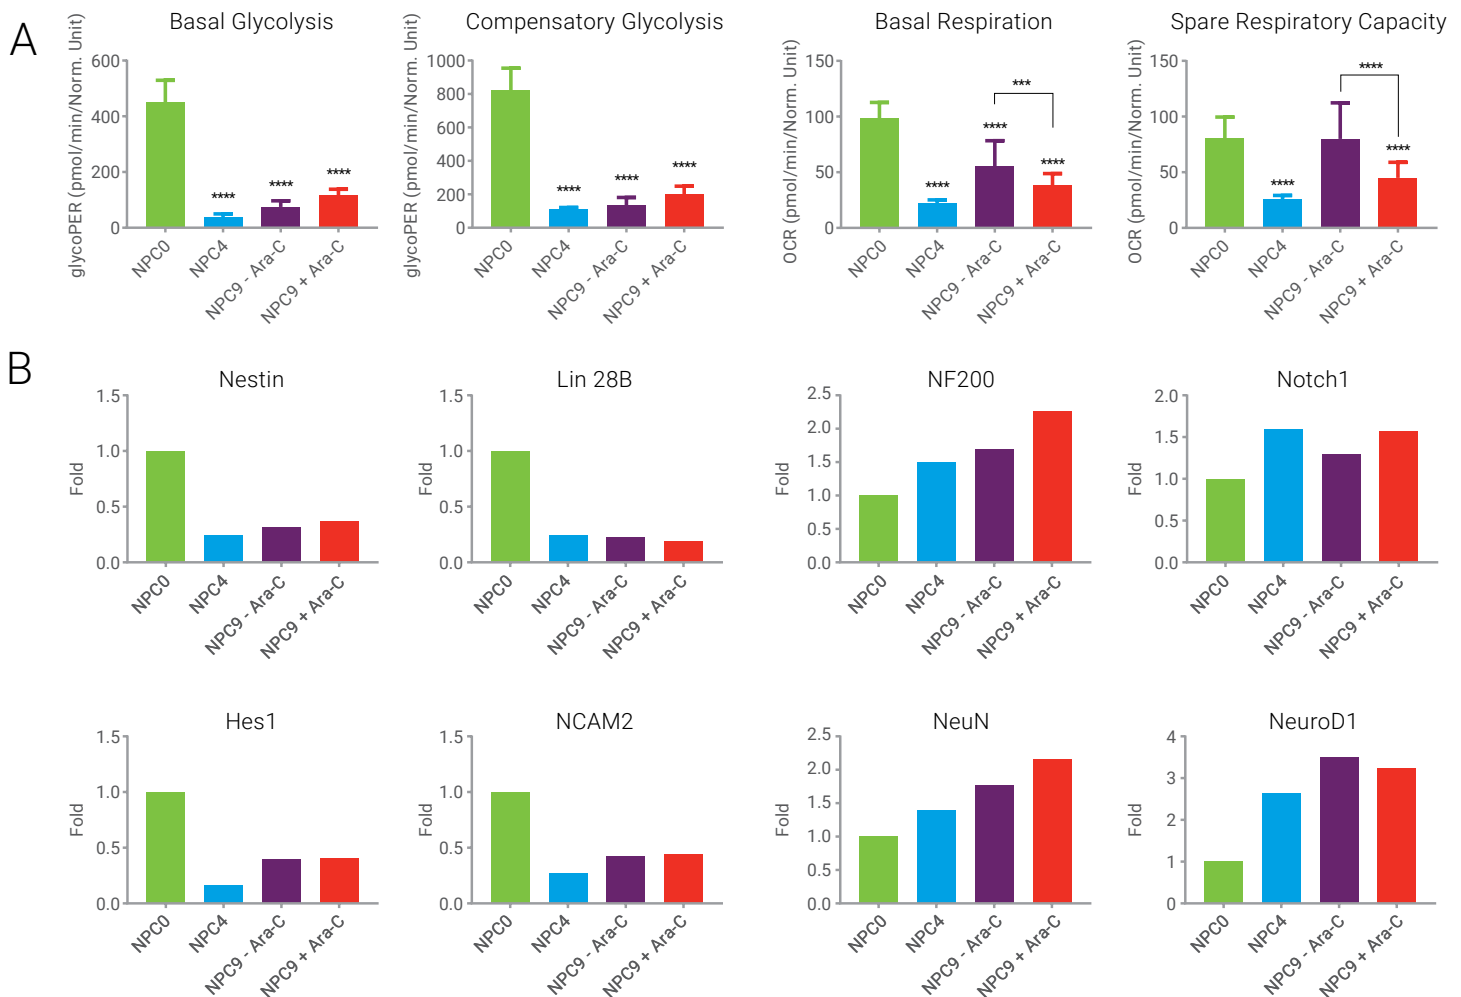 A
Basal Glycolysis
glycoPER (pmol/min/Norm. Unit)
600
400
200
0
****
****
****
NPC0
NPC4
NPC9 - Ara-C
NPC9 + Ara-C
Compensatory Glycolysis
glycoPER (pmol/min/Norm. Unit)
1000
800
600
400
200
0
****
****
****
NPC0
NPC4
NPC9 - Ara-C
NPC9 + Ara-C
Basal Respiration
OCR (pmol/min/Norm. Unit)
150
100
50
0
***
****
****
****
NPC0
NPC4
NPC9 - Ara-C
NPC9 + Ara-C
Spare Respiratory Capacity
OCR (pmol/min/Norm. Unit)
150
100
50
0
****
****
****
NPC0
NPC4
NPC9 - Ara-C
NPC9 + Ara-C
B
Nestin
Fold
1.5
1.0
0.5
0.0
NPC0
NPC4
NPC9 - Ara-C
NPC9 + Ara-C
Lin 28B
Fold
1.5
1.0
0.5
0.0
NPC0
NPC4
NPC9 - Ara-C
NPC9 + Ara-C
NF200
Fold
2.5
2.0
1.5
1.0
0.5
0.0
NPC0
NPC4
NPC9 - Ara-C
NPC9 + Ara-C
Notch1
Fold
2.0
1.5
1.0
0.5
0.0
NPC0
NPC4
NPC9 - Ara-C
NPC9 + Ara-C
Hes1
Fold
1.5
1.0
0.5
0.0
NPC0
NPC4
NPC9 - Ara-C
NPC9 + Ara-C
NCAM2
Fold
1.5
1.0
0.5
0.0
NPC0
NPC4
NPC9 - Ara-C
NPC9 + Ara-C
NeuN
Fold
2.5
2.0
1.5
1.0
0.5
0.0
NPC0
NPC4
NPC9 - Ara-C
NPC9 + Ara-C
NeuroD1
Fold
4
3
2
1
0
NPC0
NPC4
NPC9 - Ara-C
NPC9 + Ara-C